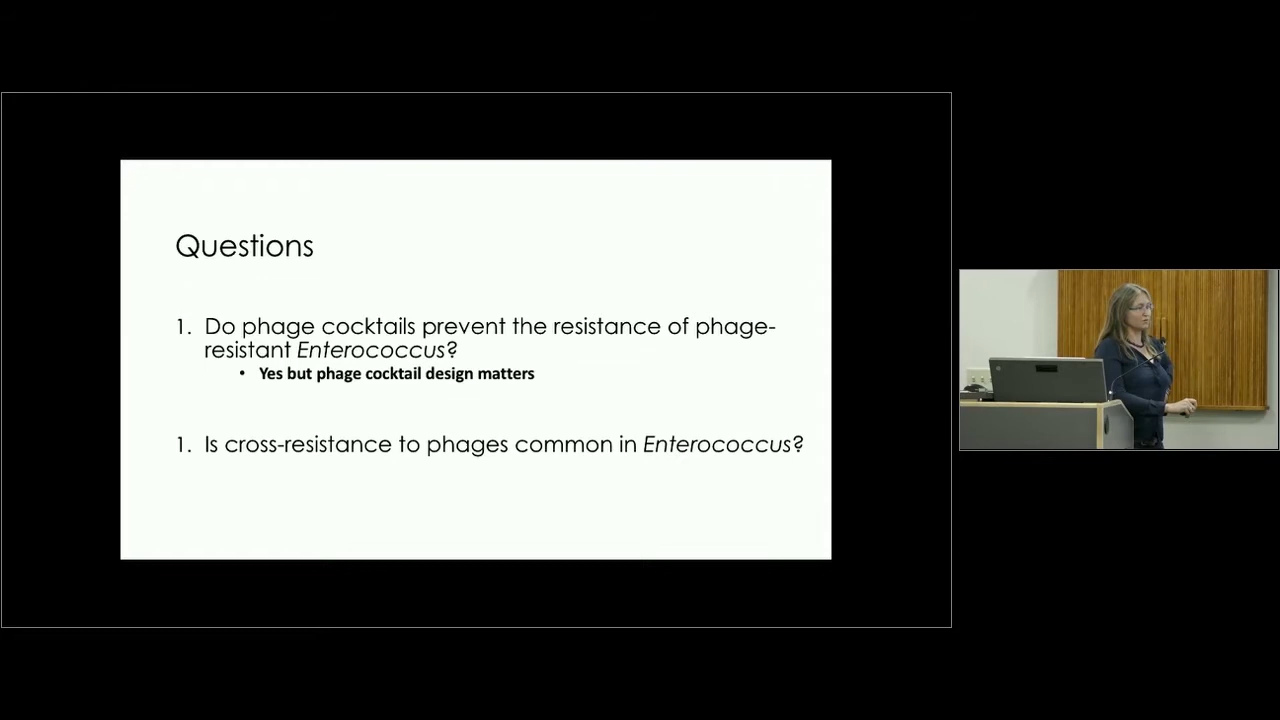 Questions
1. Do phage cocktails prevent the resistance of phage-
resistant Enterococcus?
• Yes but phage cocktail design matters
1. Is cross-resistance to phages common in Enterococcus?